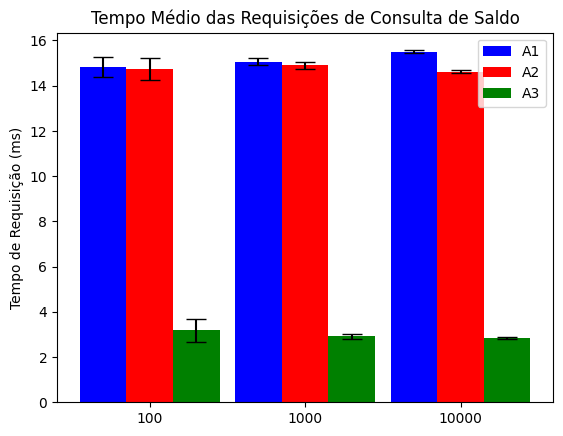 Tempo Médio das Requisições de Consulta de Saldo
Tempo de Requisição (ms)
16
14
12
10
8
6
4
2
0
100
1000
10000
A1
A2
A3